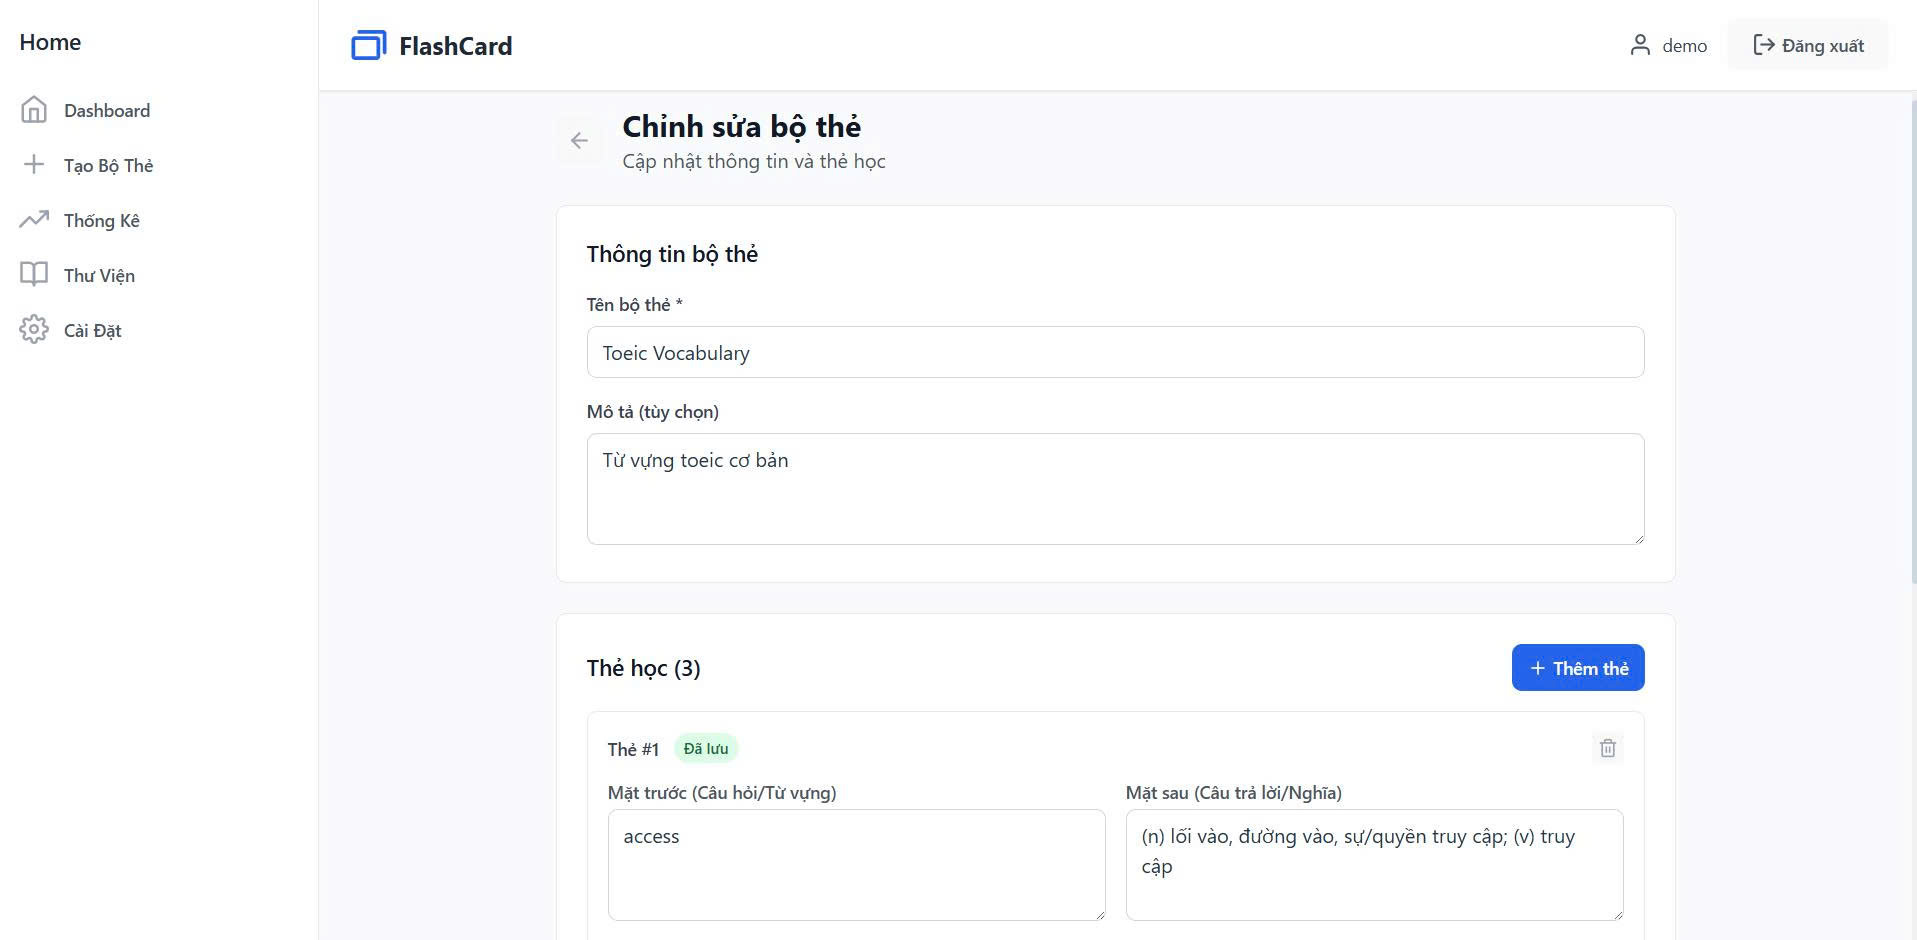 Home
Dashboard
Tạo Bộ Thẻ
Thống Kê
Thư Viện
Cài Đặt
FlashCard
demo
Đăng xuất
Chỉnh sửa bộ thẻ
Cập nhật thông tin và thẻ học
Thông tin bộ thẻ
Tên bộ thẻ *
Toeic Vocabulary
Mô tả (tùy chọn)
Từ vựng toeic cơ bản
Thẻ học (3)
Thêm thẻ
Thẻ #1 Đã lưu
Mặt trước (Câu hỏi/Từ vựng)
access
Mặt sau (Câu trả lời/Nghĩa)
(n) lối vào, đường vào, sự/quyền truy cập; (v) truy
cập